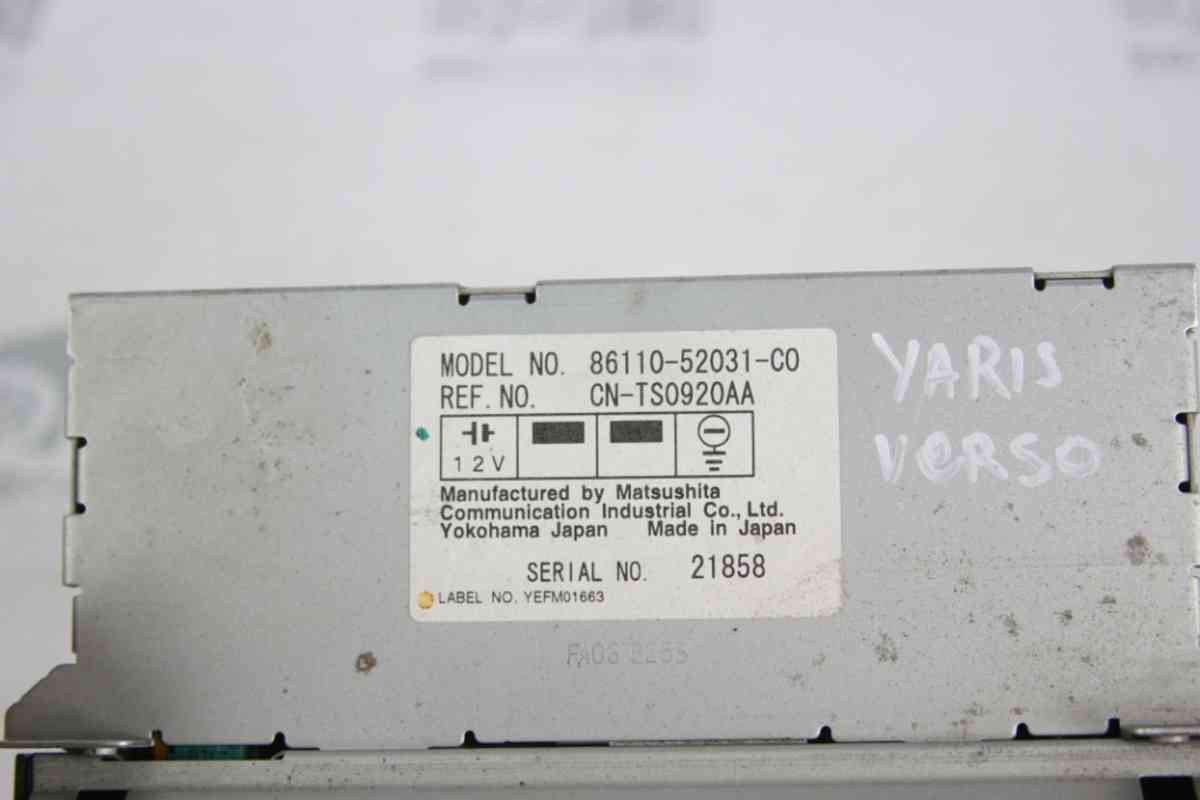 MODEL NO. 86110-52031-C0
REF. NO. CN-TS0920AA
12V
Manufactured by Matsushita
Communication Industrial Co., Ltd.
Yokohama Japan Made in Japan
SERIAL NO. 21858
LABEL NO. YEFM01663
YARIS
VERSO